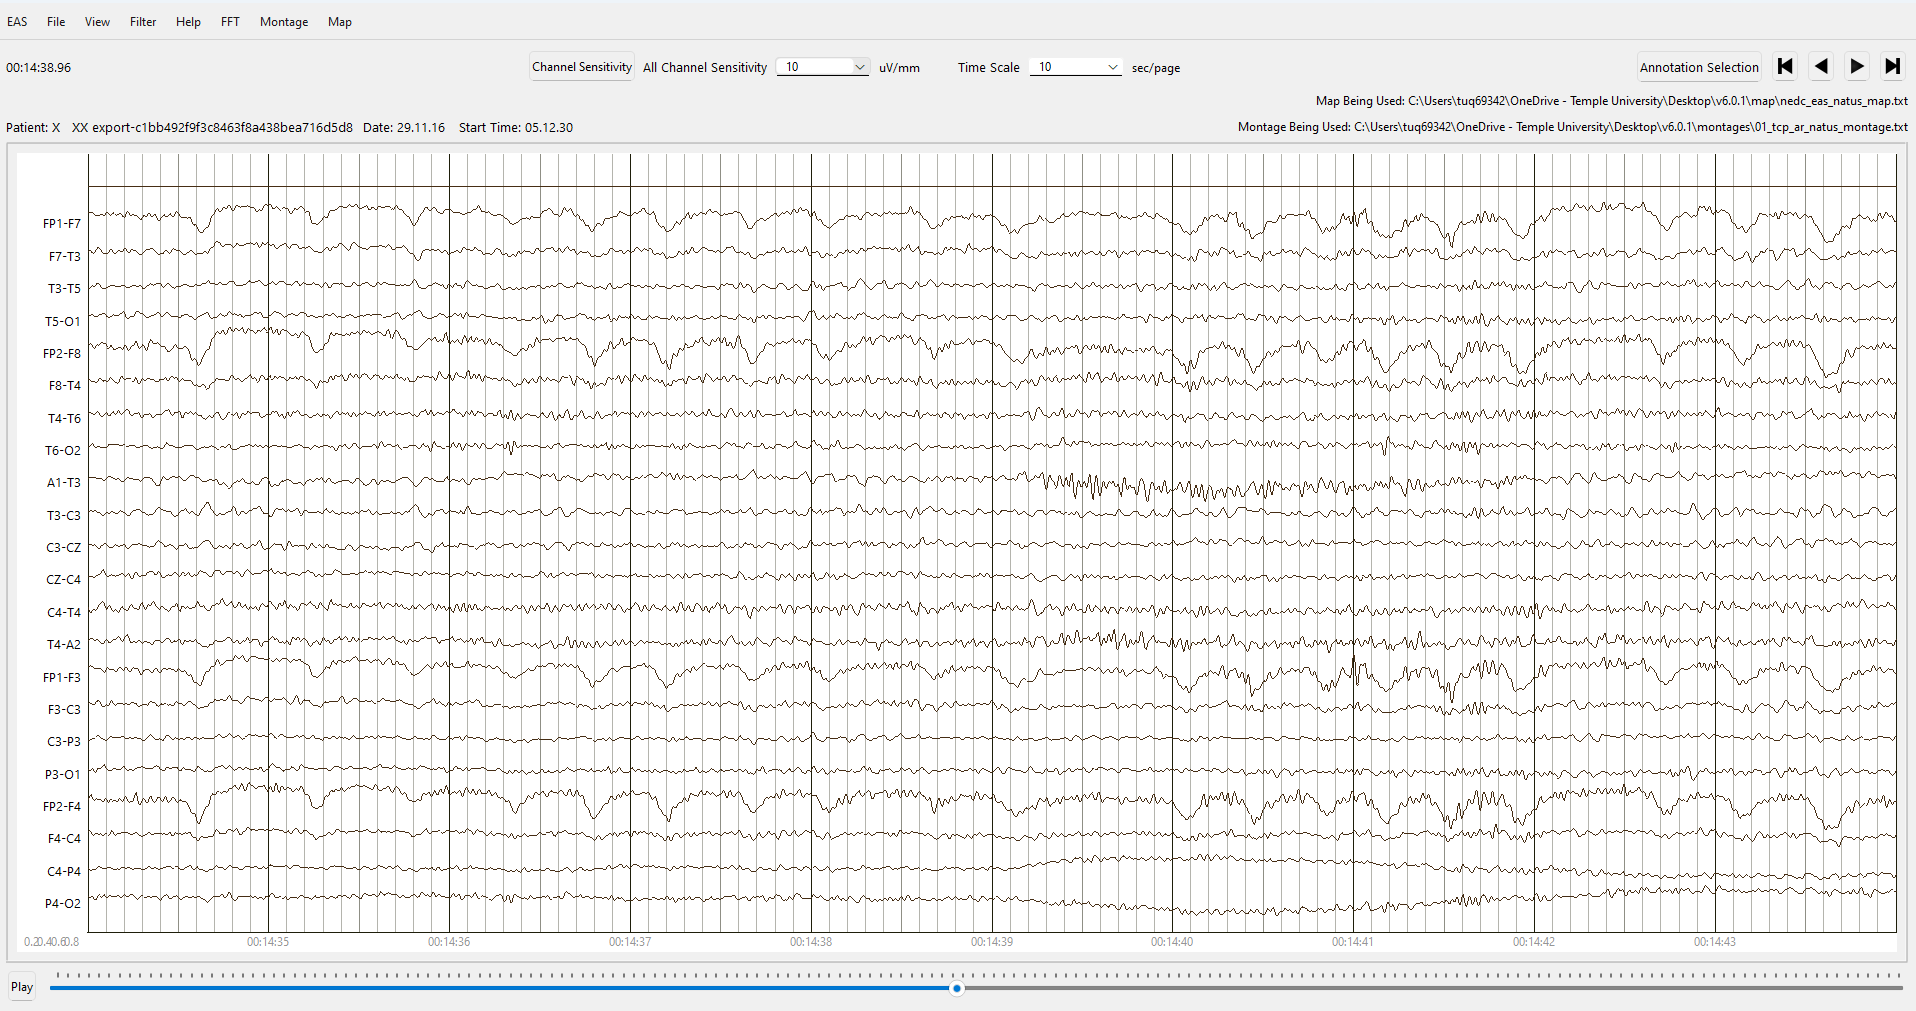 EAS File View Filter Help FFT Montage Map
00:14:38.96 Channel Sensitivity All Channel Sensitivity 10 uV/mm Time Scale 10 sec/page Annotation Selection
Map Being Used: C:\Users\tuq69342\OneDrive - Temple University\Desktop\v6.0.1\map\nedc_eas_natus_map.txt
Patient: X XX export-c1bb492f9f3c8463f8a438bea716d5d8 Date: 29.11.16 Start Time: 05.12.30 Montage Being Used: C:\Users\tuq69342\OneDrive - Temple University\Desktop\v6.0.1\montages\01_tcp_ar_natus_montage.txt
FP1-F7
F7-T3
T3-T5
T5-O1
FP2-F8
F8-T4
T4-T6
T6-O2
A1-T3
T3-C3
C3-CZ
CZ-C4
C4-T4
T4-A2
FP1-F3
F3-C3
C3-P3
P3-O1
FP2-F4
F4-C4
C4-P4
P4-O2
0.20.40.60.8 00:14:35 00:14:36 00:14:37 00:14:38 00:14:39 00:14:40 00:14:41 00:14:42 00:14:43
Play